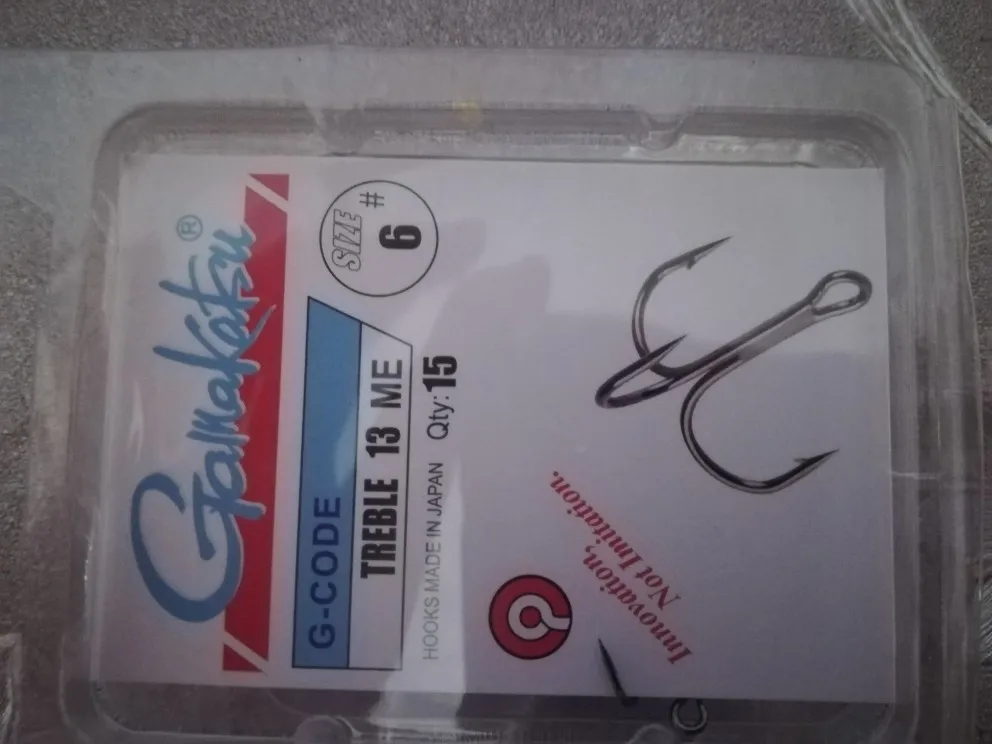 Gamakatsu®
SIZE # 6
G-CODE
TREBLE 13 ME
HOOKS MADE IN JAPAN Qty: 15
Innovation,
Not Imitation.